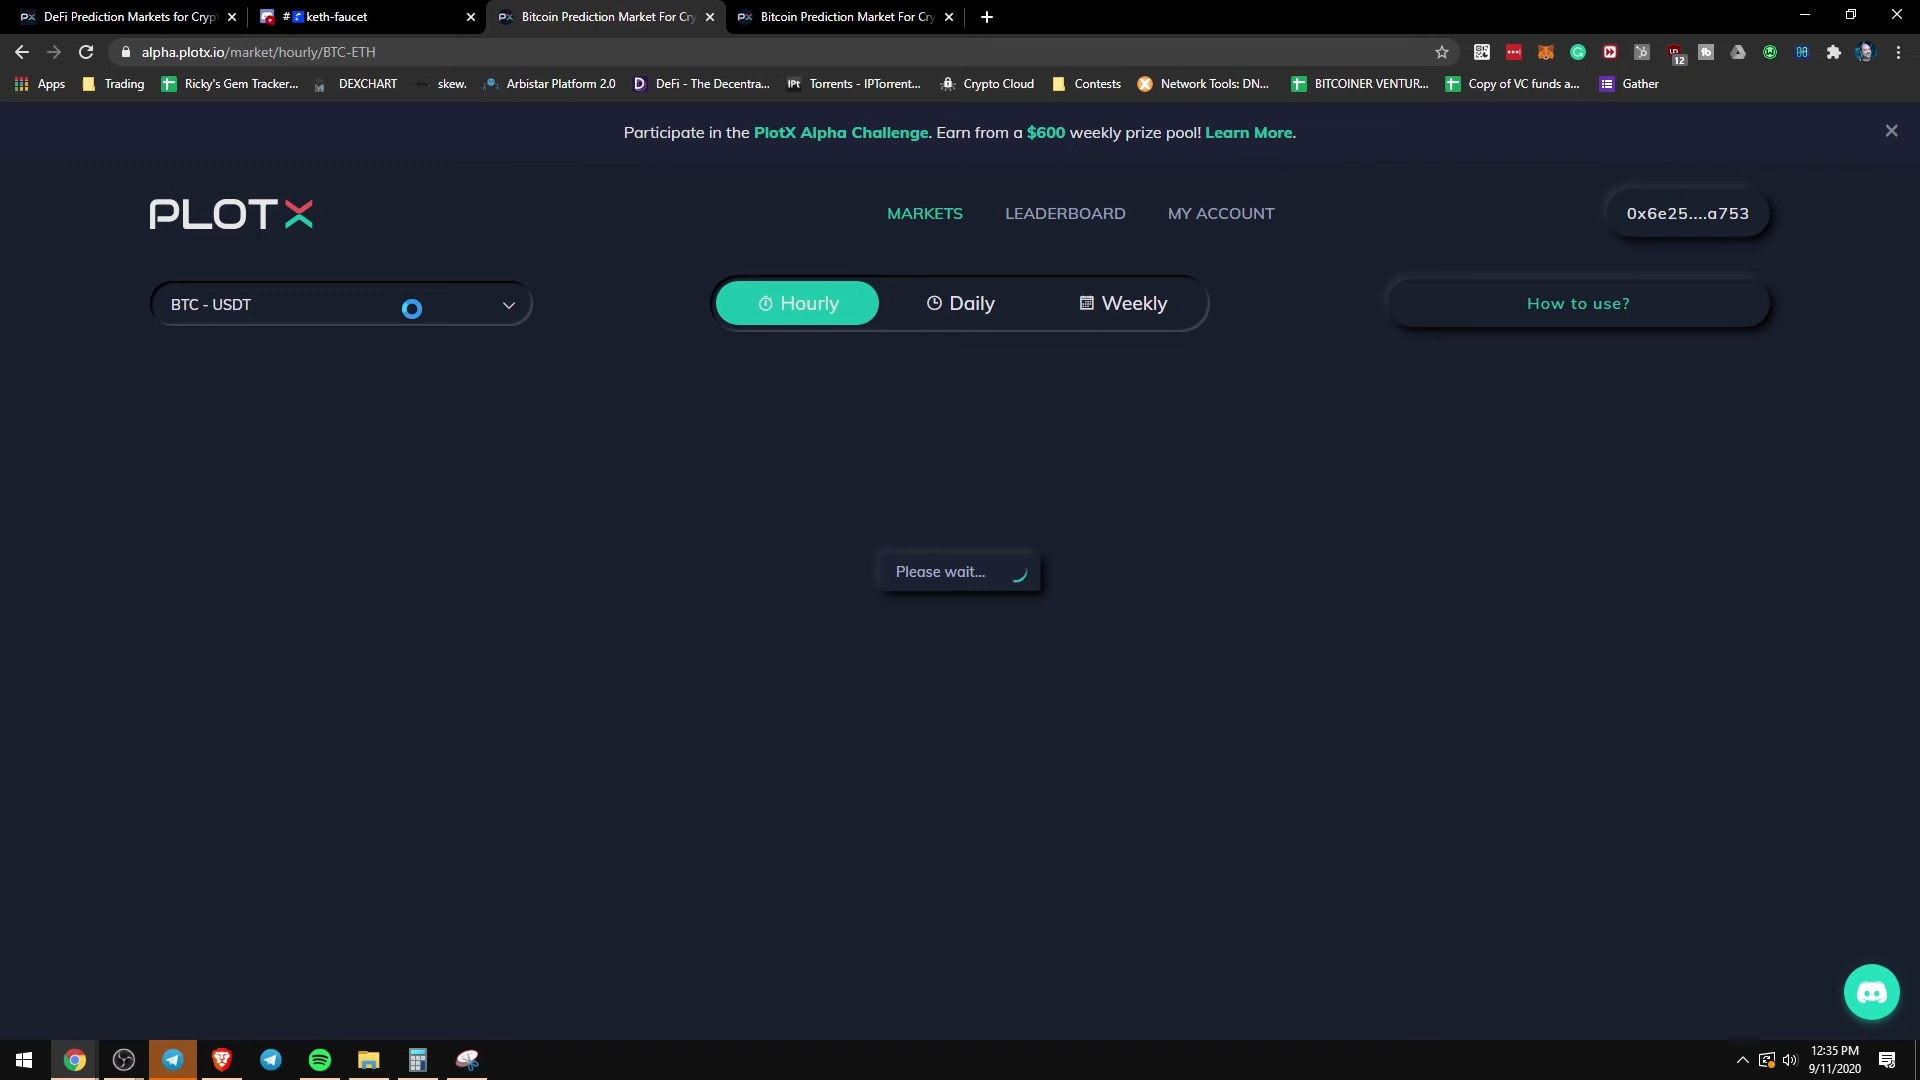 DeFi Prediction Markets for Cryp
# keth-faucet
Bitcoin Prediction Market For Cry
Bitcoin Prediction Market For Cry
alpha.plotx.io/market/hourly/BTC-ETH
12
Apps
Trading
Ricky's Gem Tracker...
DEXCHART
skew.
Arbistar Platform 2.0
DeFi - The Decentra...
IPt
Torrents - IPTorrent...
Crypto Cloud
Contests
Network Tools: DN...
BITCOINER VENTUR...
Copy of VC funds a...
Gather
Participate in the PlotX Alpha Challenge. Earn from a $600 weekly prize pool! Learn More.
PLOTX
MARKETS
LEADERBOARD
MY ACCOUNT
0x6e25....a753
BTC - USDT
Hourly
Daily
Weekly
How to use?
Please wait...
12:35 PM
9/11/2020